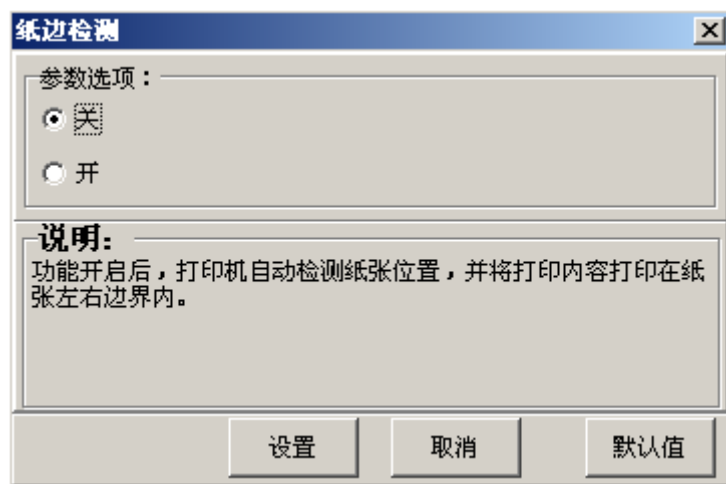 纸边检测
参数选项：
关
开
说明:
功能开启后，打印机自动检测纸张位置，并将打印内容打印在纸
张左右边界内。
设置 取消 默认值